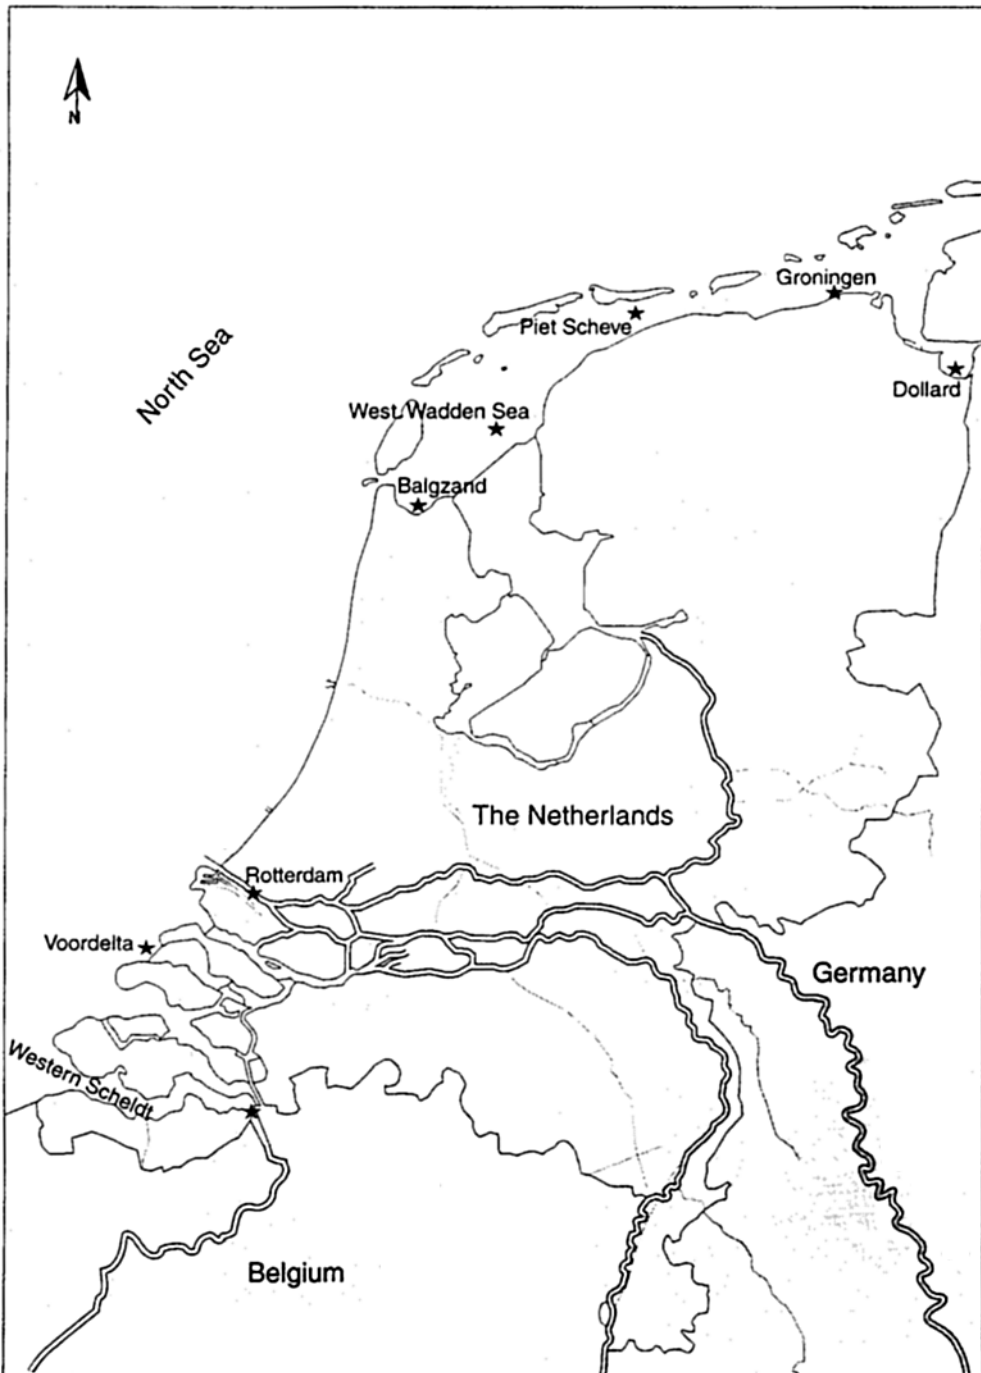 N
Groningen
Piet Scheve
North Sea
Dollard
West Wadden Sea
Balgzand
The Netherlands
Rotterdam
Voordelta
Germany
Western Scheldt
Belgium